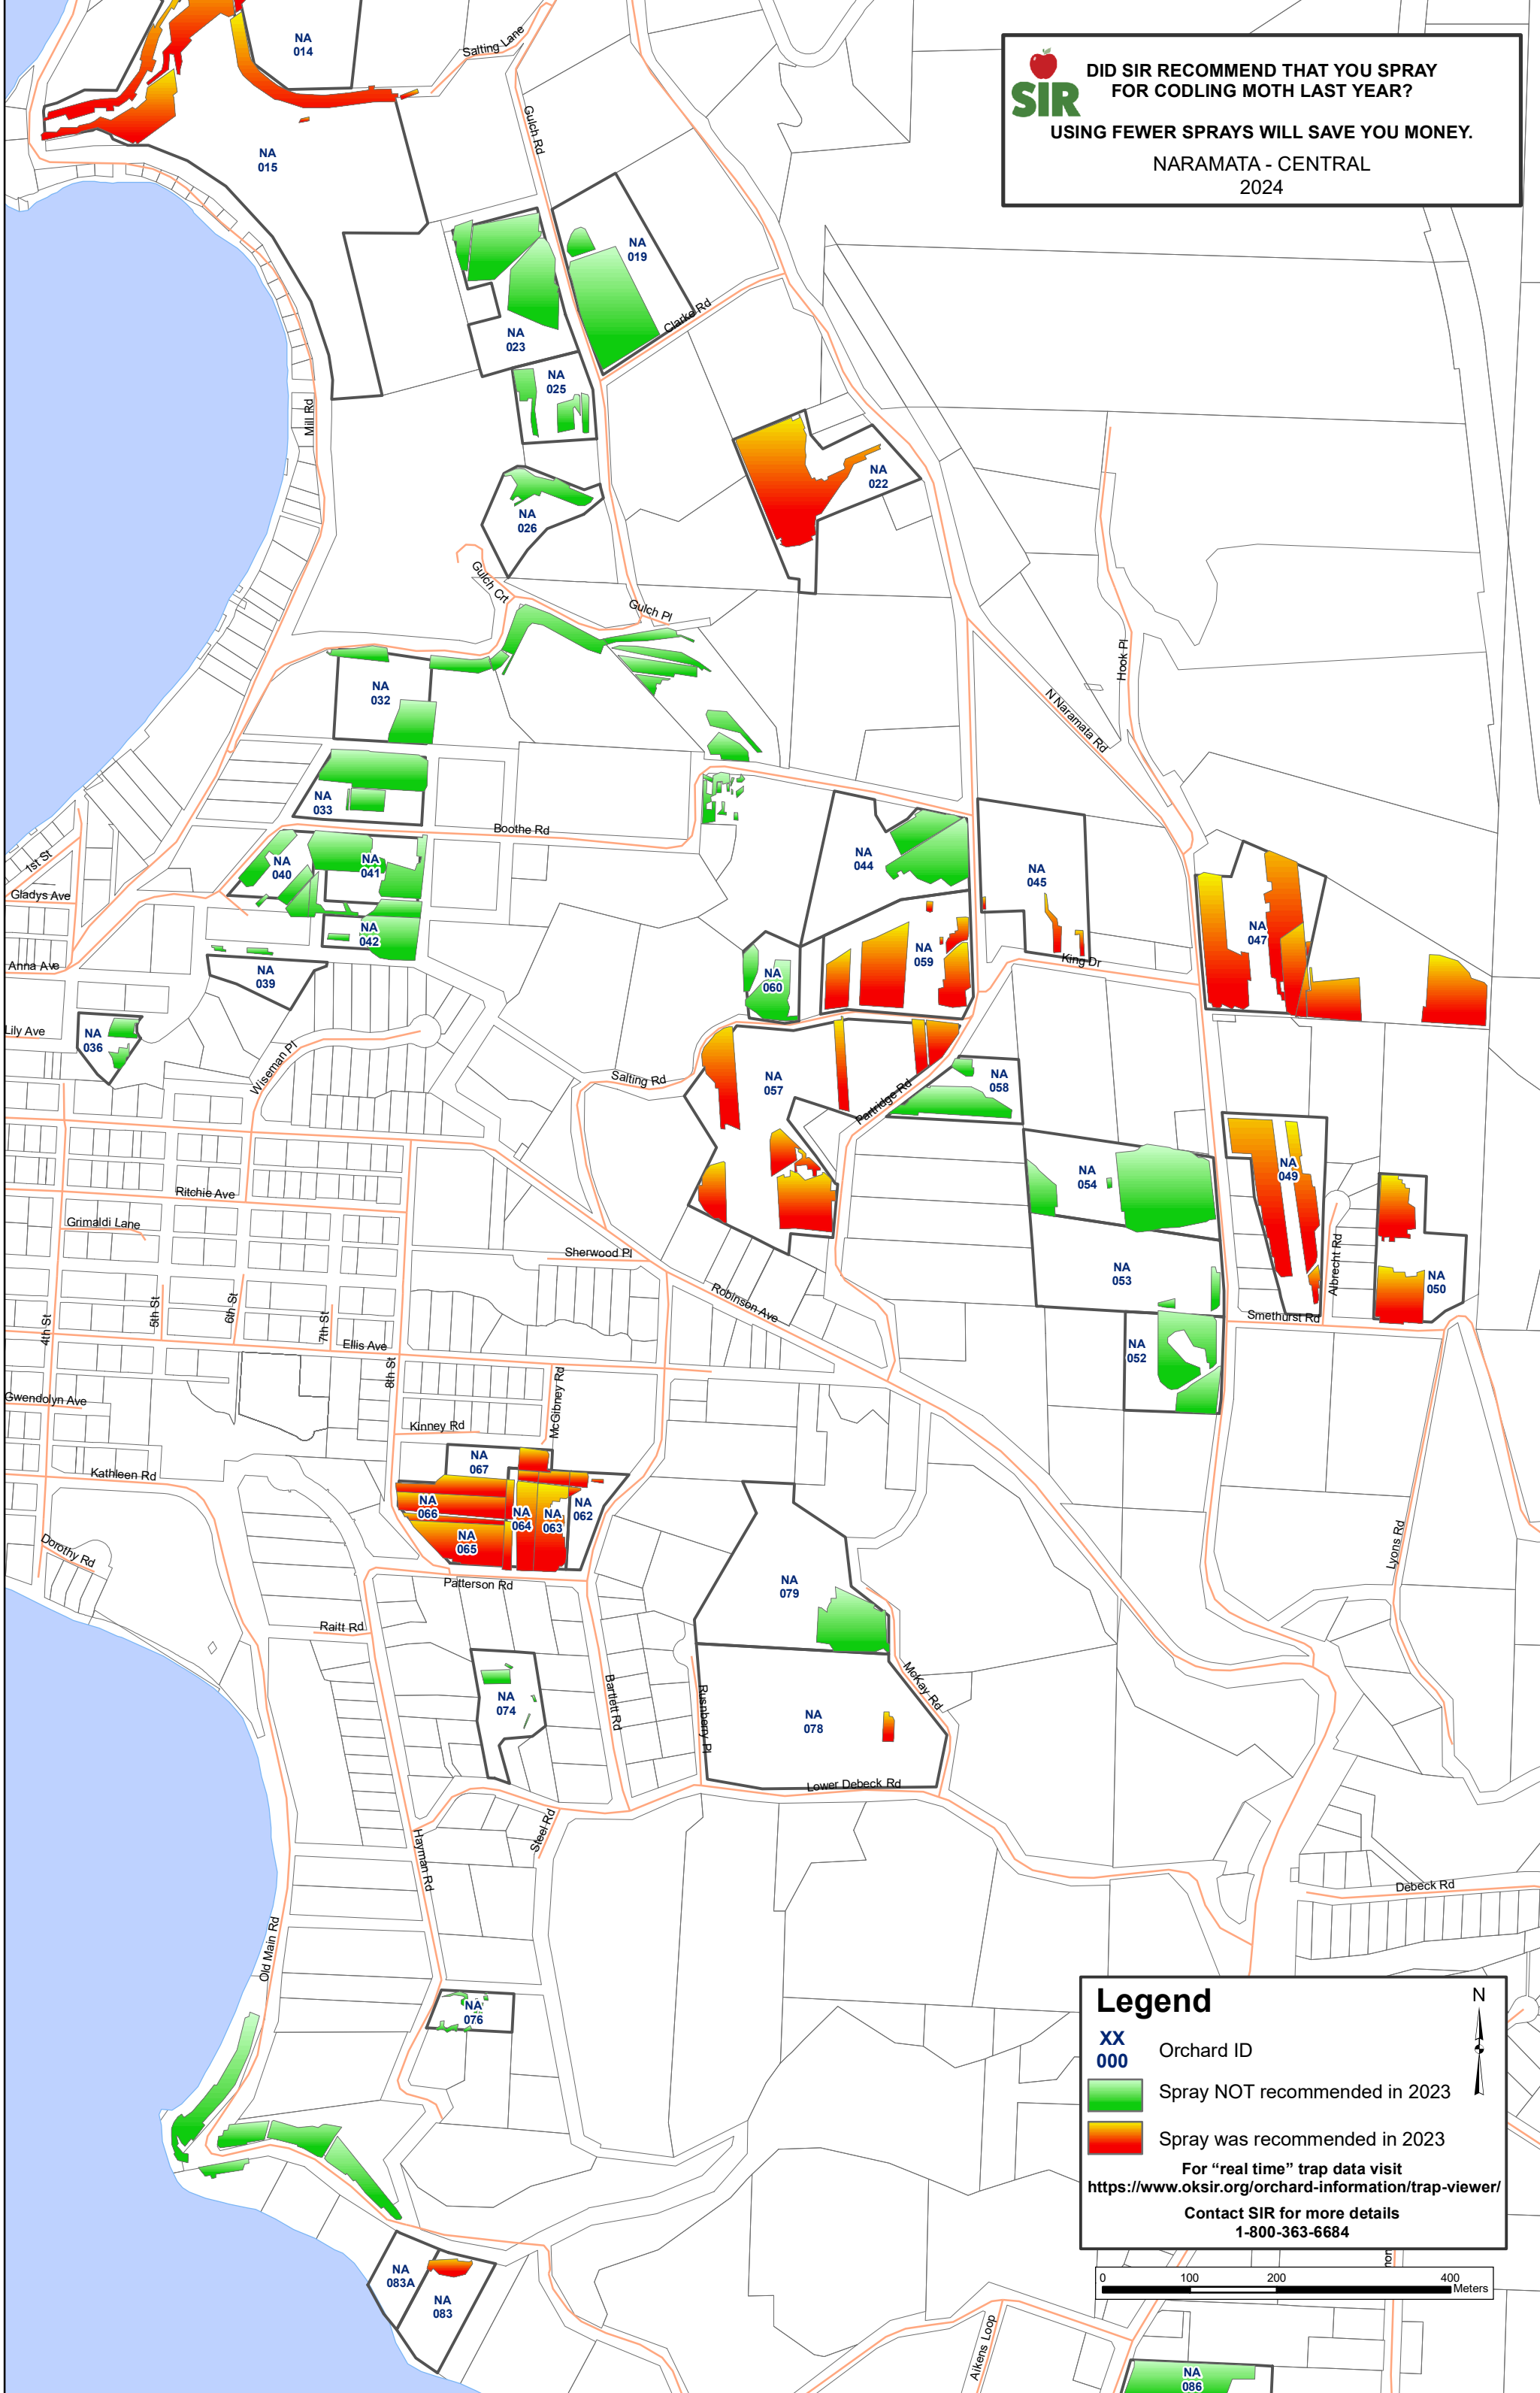 SIR
DID SIR RECOMMEND THAT YOU SPRAY
FOR CODLING MOTH LAST YEAR?
USING FEWER SPRAYS WILL SAVE YOU MONEY.
NARAMATA - CENTRAL
2024
NA
014
Salting Lane
Gulch Rd
NA
015
NA
019
Clarke Rd
NA
023
NA
025
Mill Rd
NA
022
NA
026
Gulch Crt
Gulch Pl
Hook Pl
N Naramata Rd
NA
032
NA
033
Boothe Rd
1st St
NA
040
NA
041
NA
044
NA
045
Gladys Ave
NA
042
NA
047
NA
059
Anna Ave
NA
039
NA
060
King Dr
Lily Ave
NA
036
Wiseman Pl
Salting Rd
NA
057
NA
058
Partridge Rd
NA
054
NA
049
Ritchie Ave
Grimaldi Lane
Sherwood Pl
NA
053
Albrecht Rd
NA
050
Robinson Ave
4th St
5th St
6th St
7th St
Smethurst Rd
Ellis Ave
NA
052
8th St
McGibney Rd
Gwendolyn Ave
Kinney Rd
Kathleen Rd
NA
067
NA
066
NA
064
NA
063
NA
062
NA
065
Dorothy Rd
Lyons Rd
Patterson Rd
NA
079
Raitt Rd
NA
074
Bartlett Rd
Rushberry Pl
McKay Rd
NA
078
Lower Debeck Rd
Steel Rd
Hayman Rd
Debeck Rd
Old Main Rd
NA
076
Legend
N
XX
000
Orchard ID
Spray NOT recommended in 2023
Spray was recommended in 2023
For “real time” trap data visit
https://www.oksir.org/orchard-information/trap-viewer/
Contact SIR for more details
1-800-363-6684
NA
083A
NA
083
0 100 200 400
Meters
Aikens Loop
NA
086